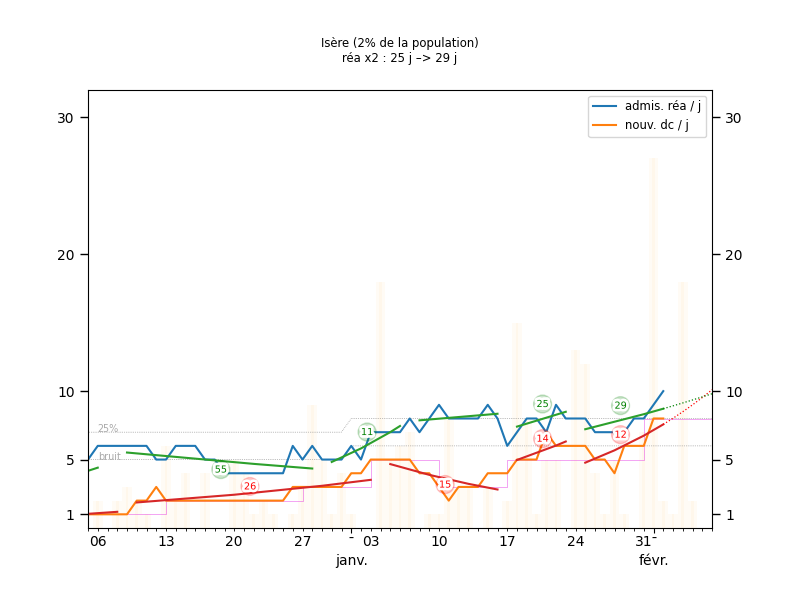 Isère (2% de la population)
réa x2 : 25 j –> 29 j
admis. réa / j
nouv. dc / j
30 30
20 20
10 10
5 5
1 1
25%
bruit
55
26
11
15
25
14
29
12
06 13 20 27 - 03 10 17 24 31-
janv. févr.